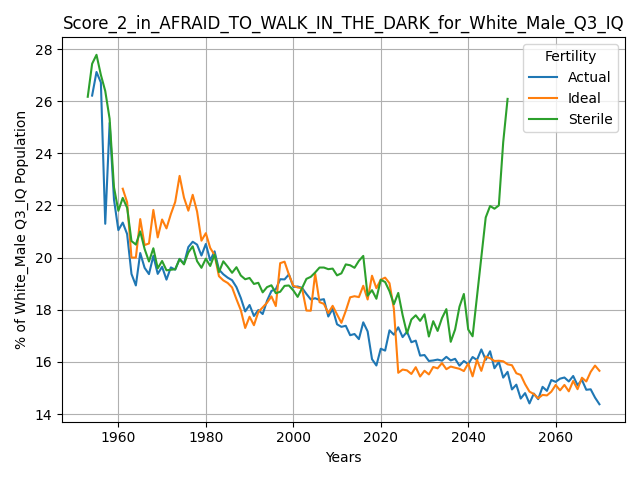 Score_2_in_AFRAID_TO_WALK_IN_THE_DARK_for_White_Male_Q3_IQ
Fertility
Actual
Ideal
Sterile
% of White_Male Q3_IQ Population
28
26
24
22
20
18
16
14
1960
1980
2000
2020
2040
2060
Years